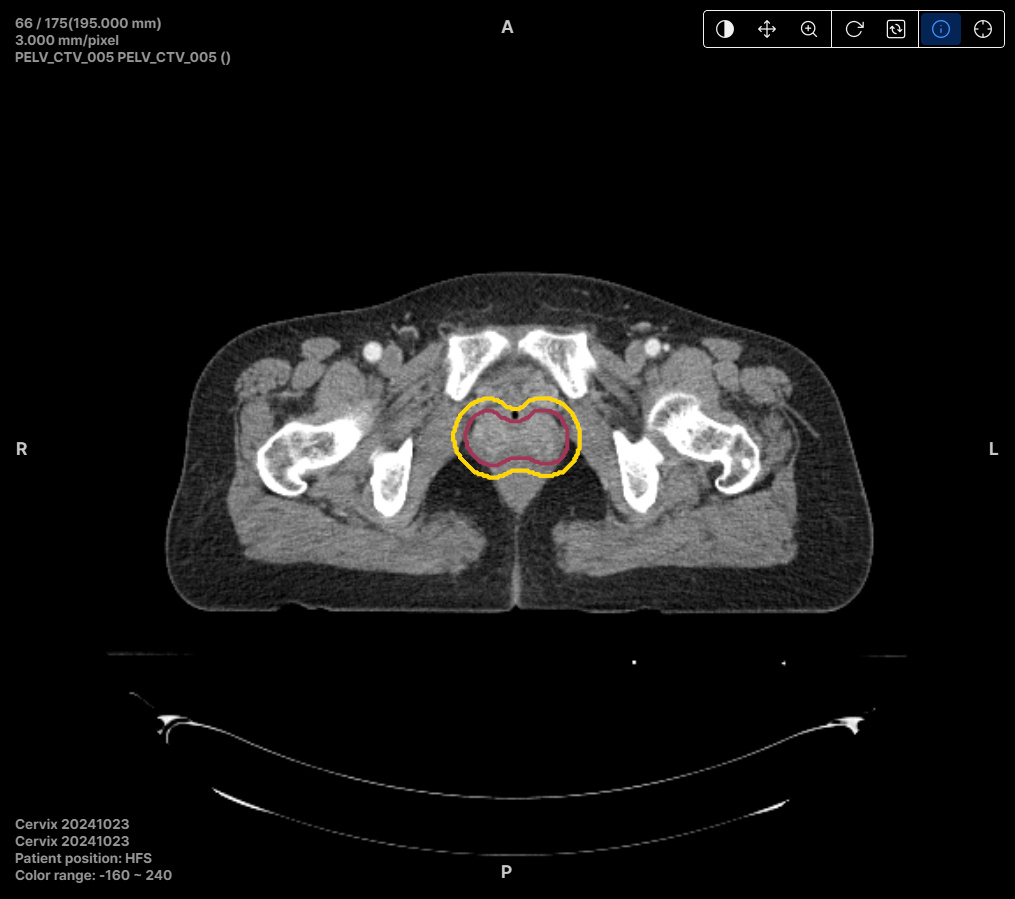 66 / 175(195.000 mm)
3.000 mm/pixel
PELV_CTV_005 PELV_CTV_005 ()
A
R
L
Cervix 20241023
Cervix 20241023
Patient position: HFS
Color range: -160 ~ 240
P